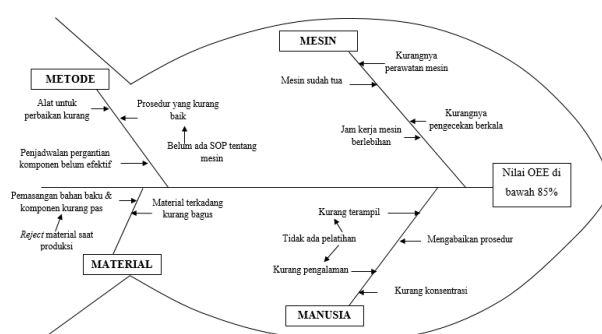 METODE
Alat untuk
perbaikan kurang
Prosedur yang kurang
baik
Belum ada SOP tentang
mesin
Penjadwalan pergantian
komponen belum efektif
MESIN
Kurangnya
perawatan mesin
Mesin sudah tua
Kurangnya
pengecekan berkala
Jam kerja mesin
berlebihan
Nilai OEE di
bawah 85%
Pemasangan bahan baku &
komponen kurang pas
Reject material saat
produksi
Material terkadang
kurang bagus
MATERIAL
Kurang terampil
Tidak ada pelatihan
Kurang pengalaman
Mengabaikan prosedur
Kurang konsentrasi
MANUSIA